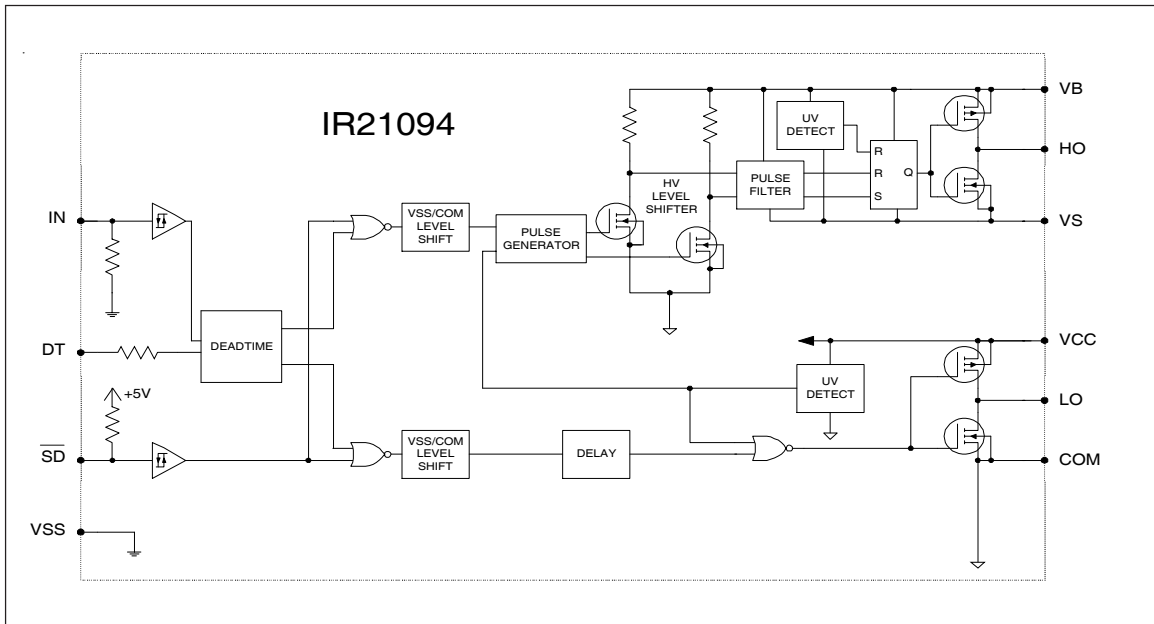 IR21094
VB
UV
DETECT
R
R
S
Q
HO
PULSE
FILTER
HV
LEVEL
SHIFTER
IN
VSS/COM
LEVEL
SHIFT
PULSE
GENERATOR
VS
DEADTIME
DT
VCC
UV
DETECT
+5V
LO
SD
VSS/COM
LEVEL
SHIFT
DELAY
COM
VSS